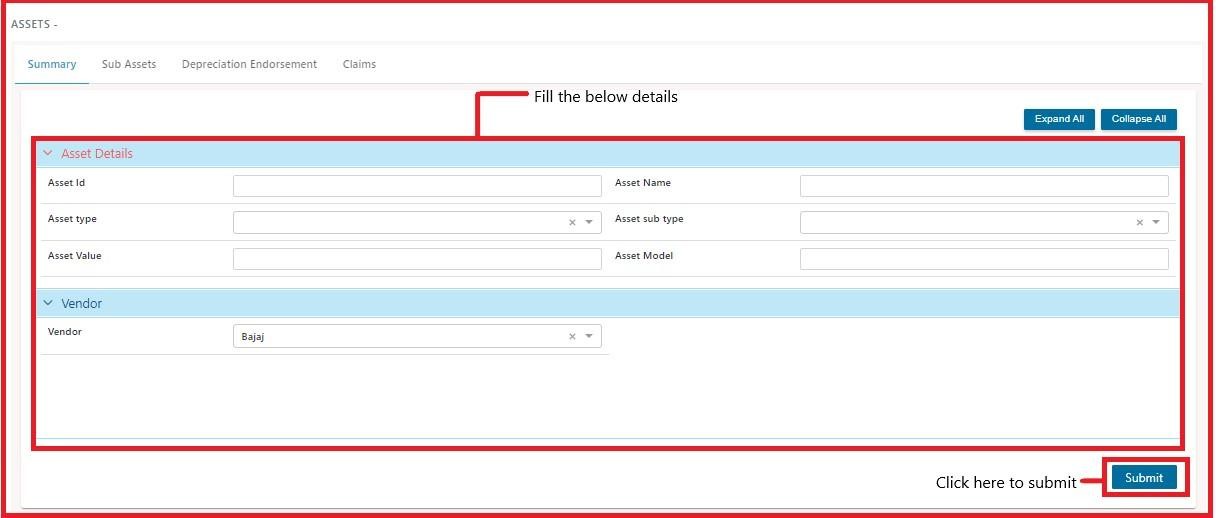 ASSETS -
Summary Sub Assets Depreciation Endorsement Claims
Fill the below details
Expand All Collapse All
Asset Details
Asset Id Asset Name
Asset type × Asset sub type ×
Asset Value Asset Model
Vendor
Vendor Bajaj ×
Click here to submit Submit